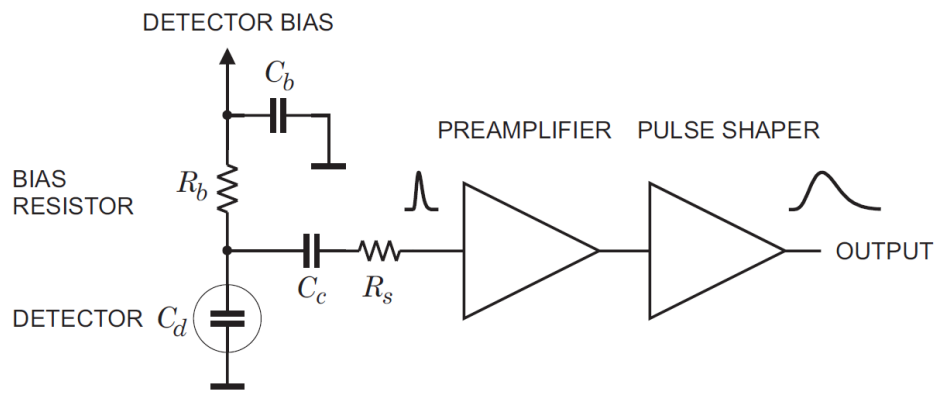 DETECTOR BIAS
C_b
PREAMPLIFIER PULSE SHAPER
BIAS
RESISTOR
R_b
OUTPUT
C_c R_s
DETECTOR C_d